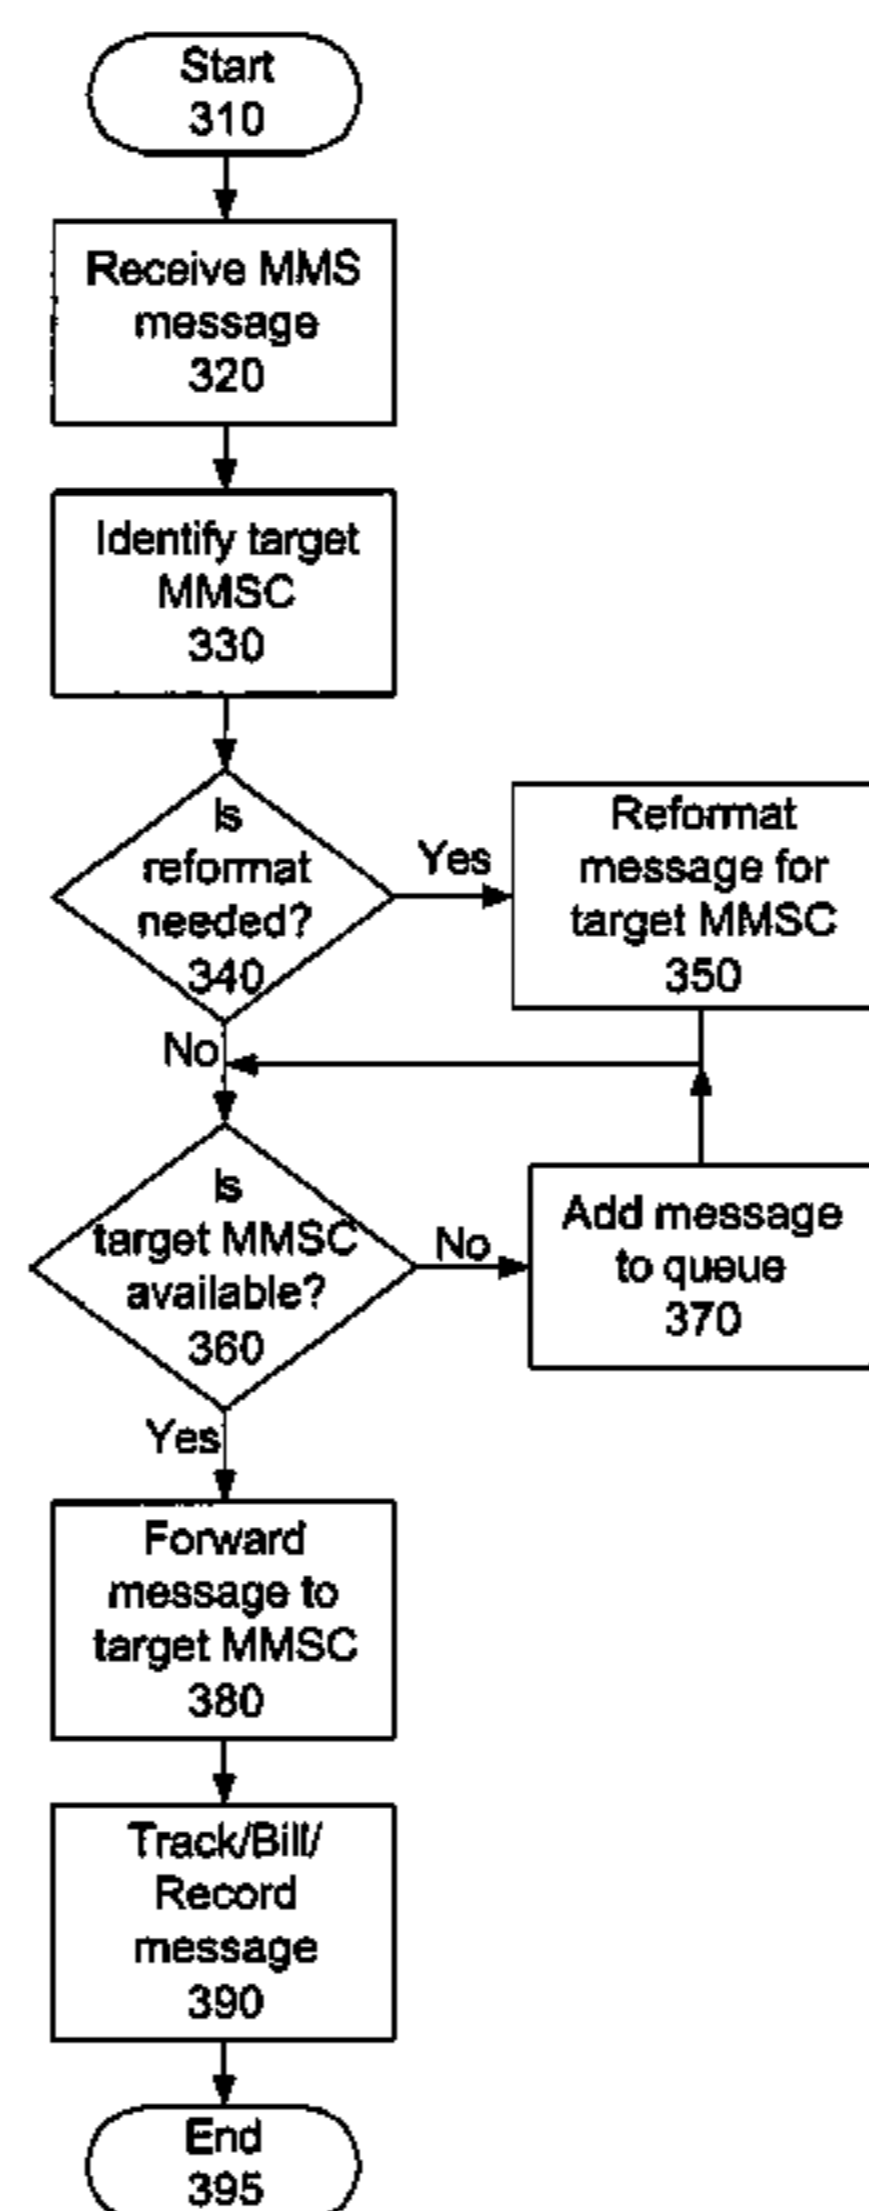 Start
310
Receive MMS
message
320
Identify target
MMSC
330
Is
reformat
needed?
340
Yes
Reformat
message for
target MMSC
350
No
Is
target MMSC
available?
360
No
Add message
to queue
370
Yes
Forward
message to
target MMSC
380
Track/Bill/
Record
message
390
End
395